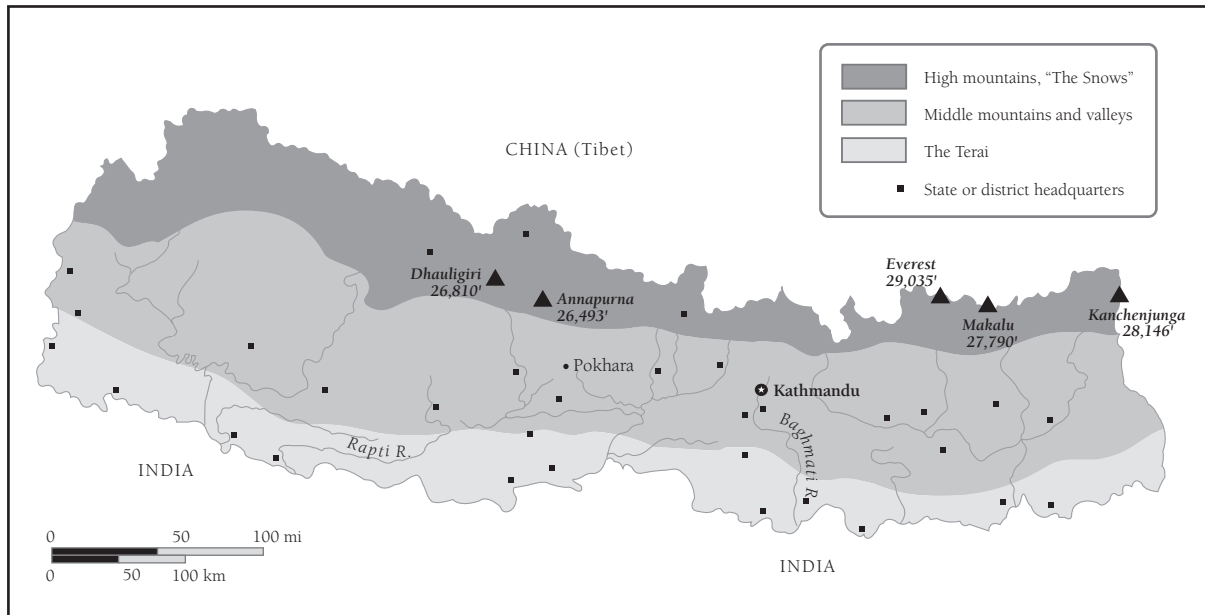 High mountains, “The Snows”
Middle mountains and valleys
The Terai
State or district headquarters
CHINA (Tibet)
Dhauligiri
26,810'
Annapurna
26,493'
Everest
29,035'
Makalu
27,790'
Kanchenjunga
28,146'
Pokhara
Kathmandu
Baghmati R.
Rapti R.
INDIA
INDIA
0 50 100 mi
0 50 100 km